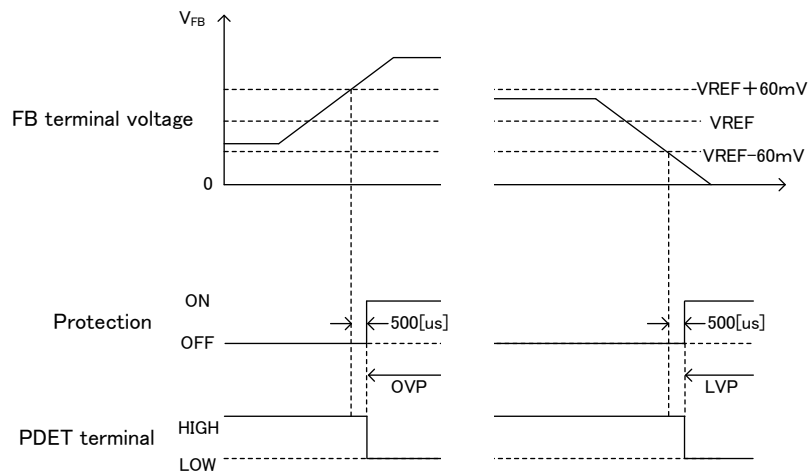 VFB
VREF+60mV
FB terminal voltage
VREF
VREF-60mV
0
ON
Protection
500[us]
500[us]
OFF
OVP
LVP
HIGH
PDET terminal
LOW